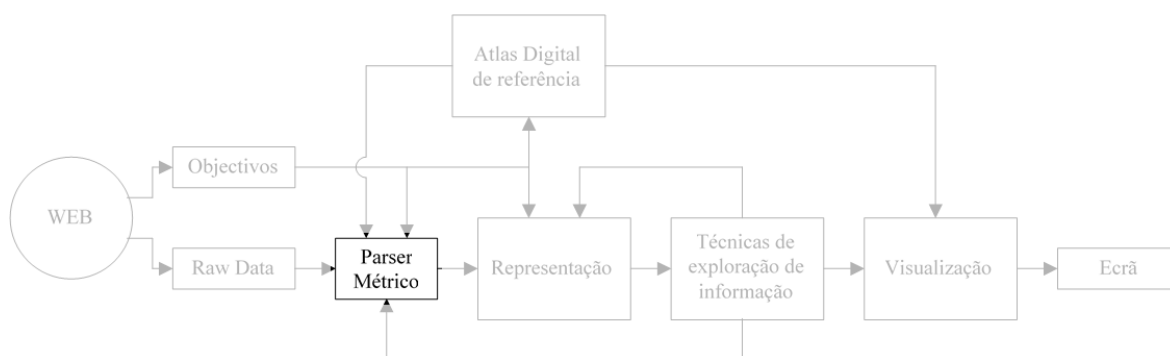 Atlas Digital
de referência
Objectivos
WEB
Raw Data
Parser
Métrico
Representação
Técnicas de
exploração de
informação
Visualização
Ecrã